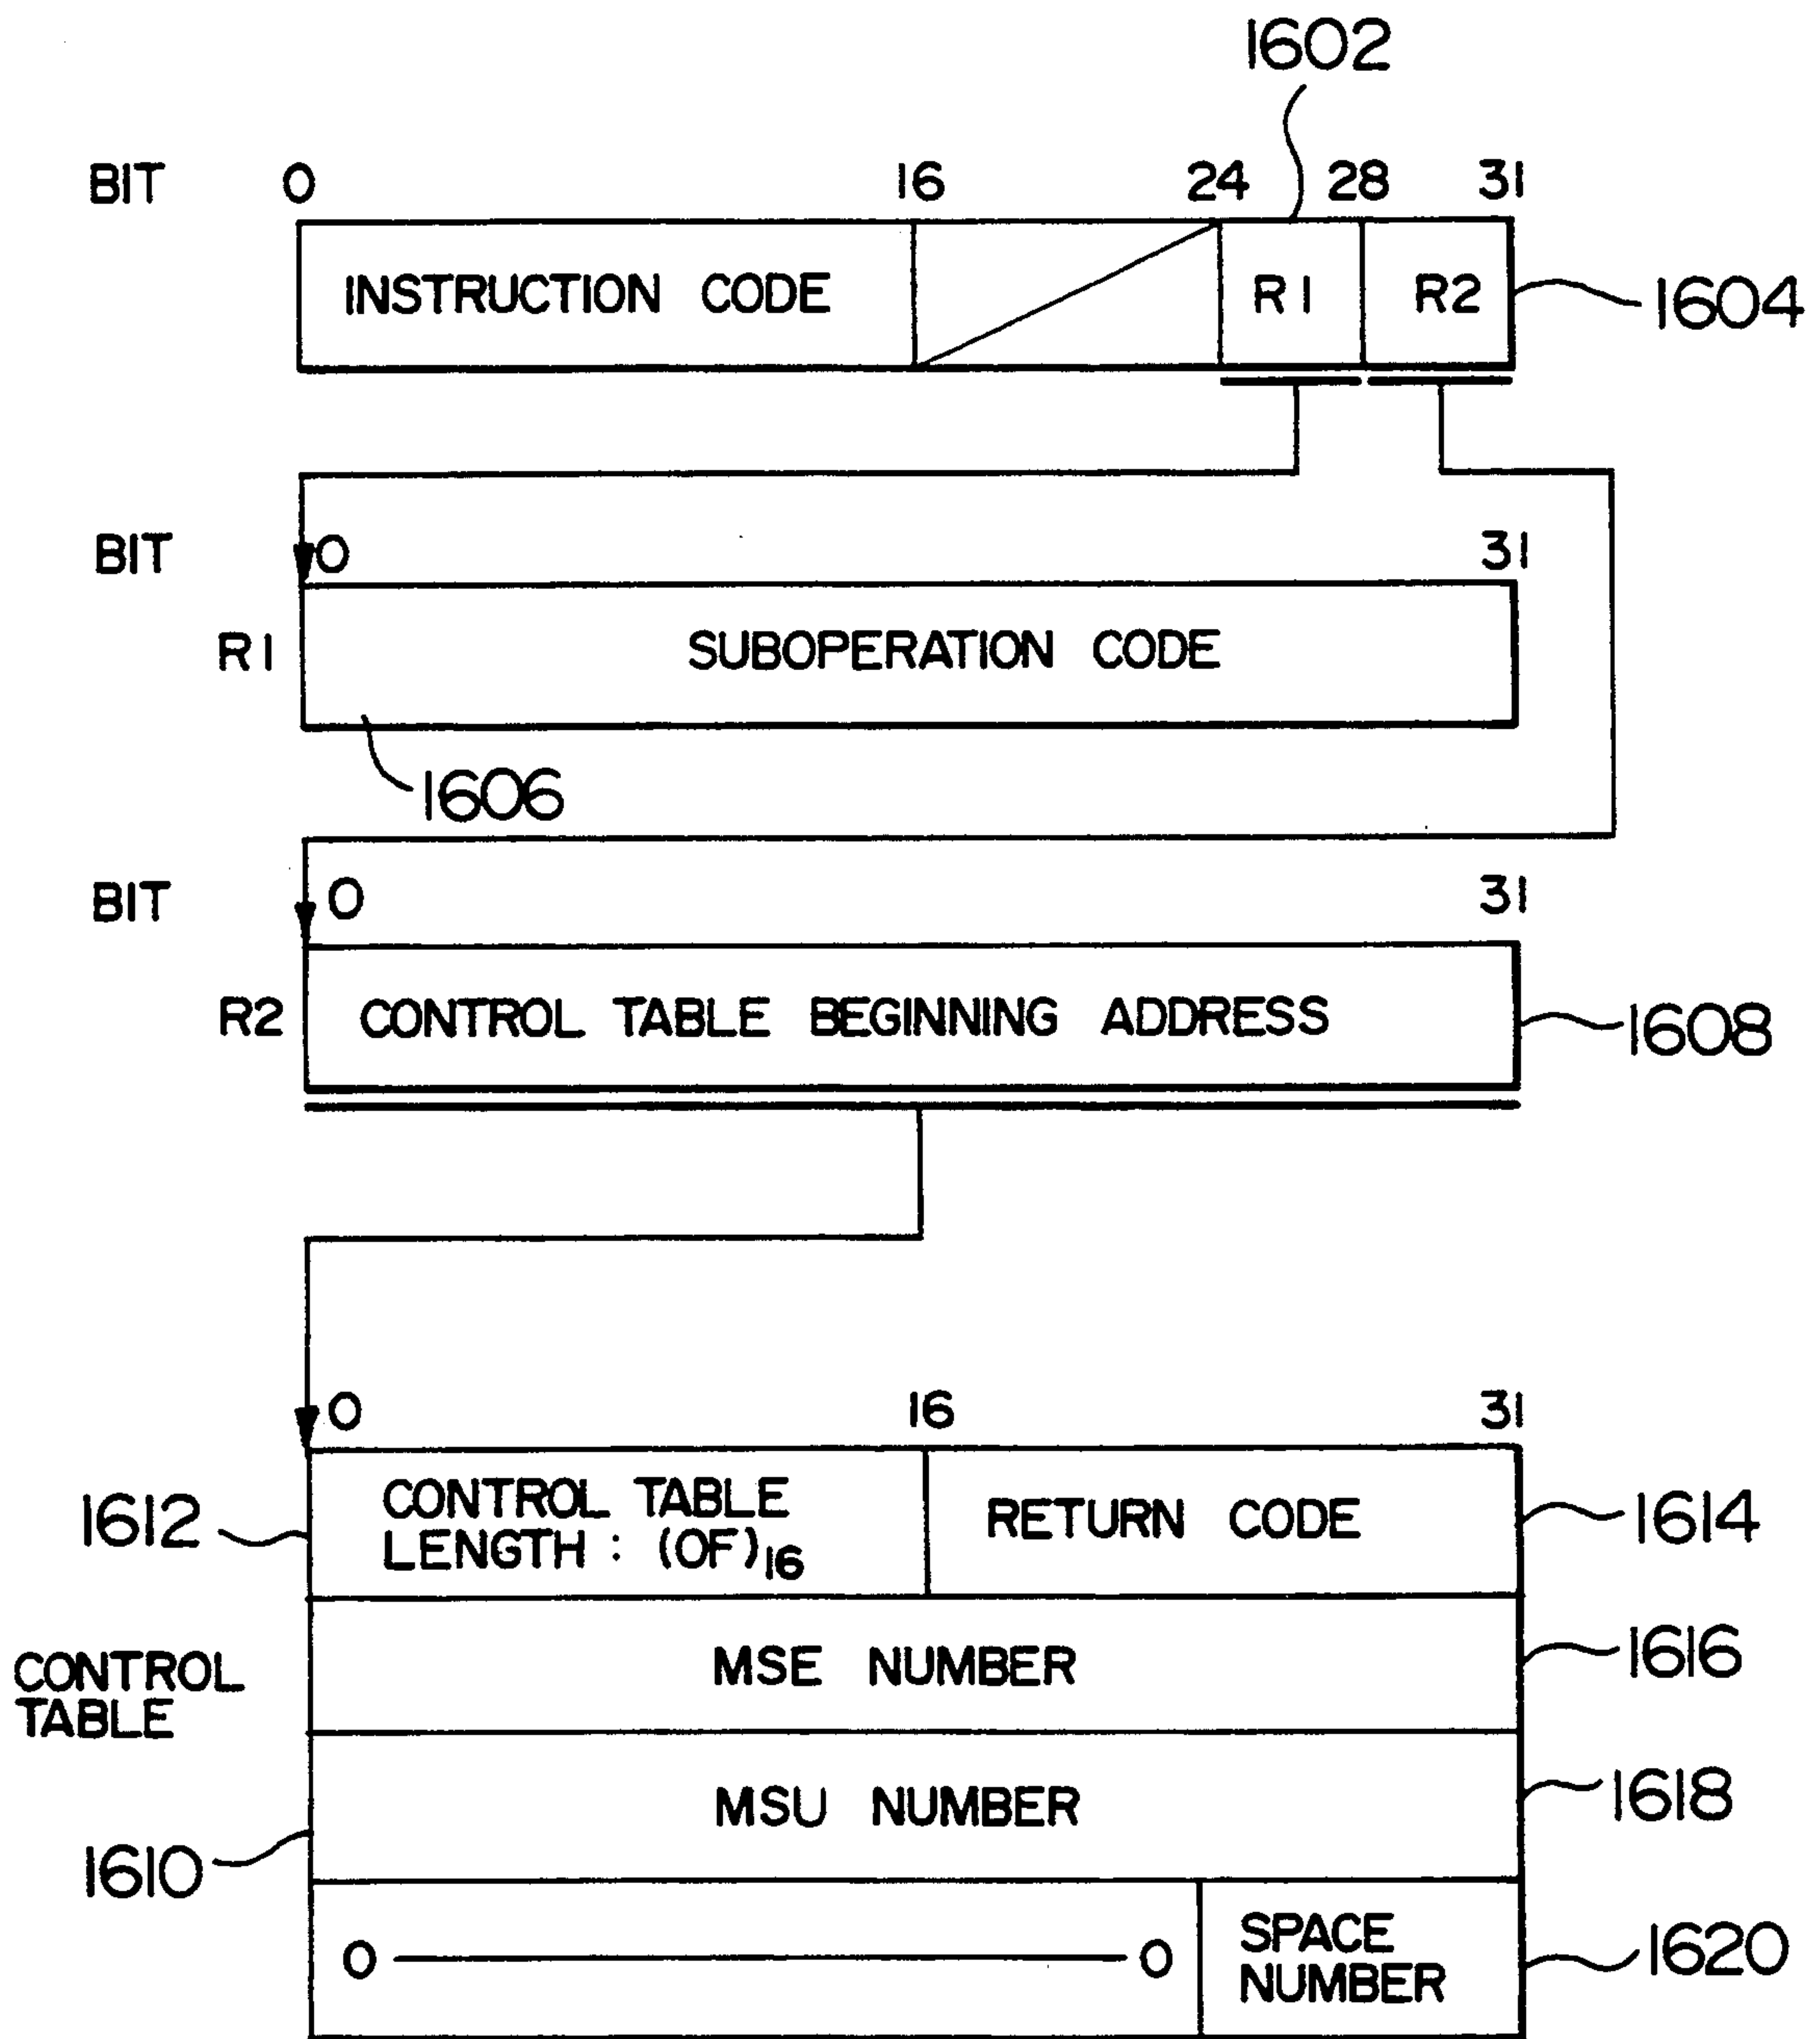 1602
BIT 0 16 24 28 31
INSTRUCTION CODE R1 R2 1604
BIT 0 31
R1 SUBOPERATION CODE
1606
BIT 0 31
R2 CONTROL TABLE BEGINNING ADDRESS 1608
0 16 31
1612 CONTROL TABLE
LENGTH : (OF)16 RETURN CODE 1614
CONTROL
TABLE
MSE NUMBER 1616
MSU NUMBER 1618
1610
0 0 SPACE
NUMBER 1620